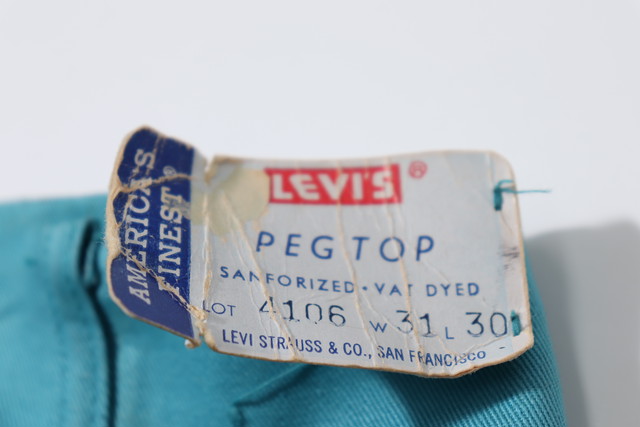 AMERICA'S
FINEST®
LEVI'S®
PEGTOP
SANFORIZED · VAT DYED
LOT 4106 W 31 L 30
LEVI STRAUSS & CO., SAN FRANCISCO